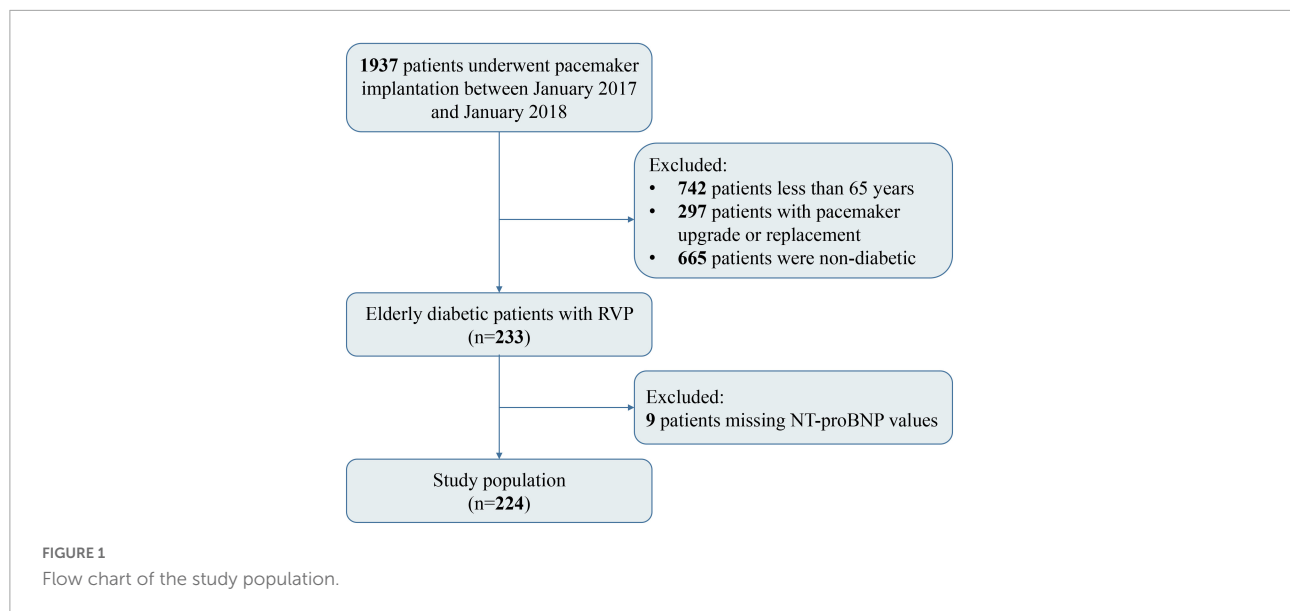 1937 patients underwent pacemaker
implantation between January 2017
and January 2018
Excluded:
• 742 patients less than 65 years
• 297 patients with pacemaker
upgrade or replacement
• 665 patients were non-diabetic
Elderly diabetic patients with RVP
(n=233)
Excluded:
9 patients missing NT-proBNP values
Study population
(n=224)
FIGURE 1
Flow chart of the study population.